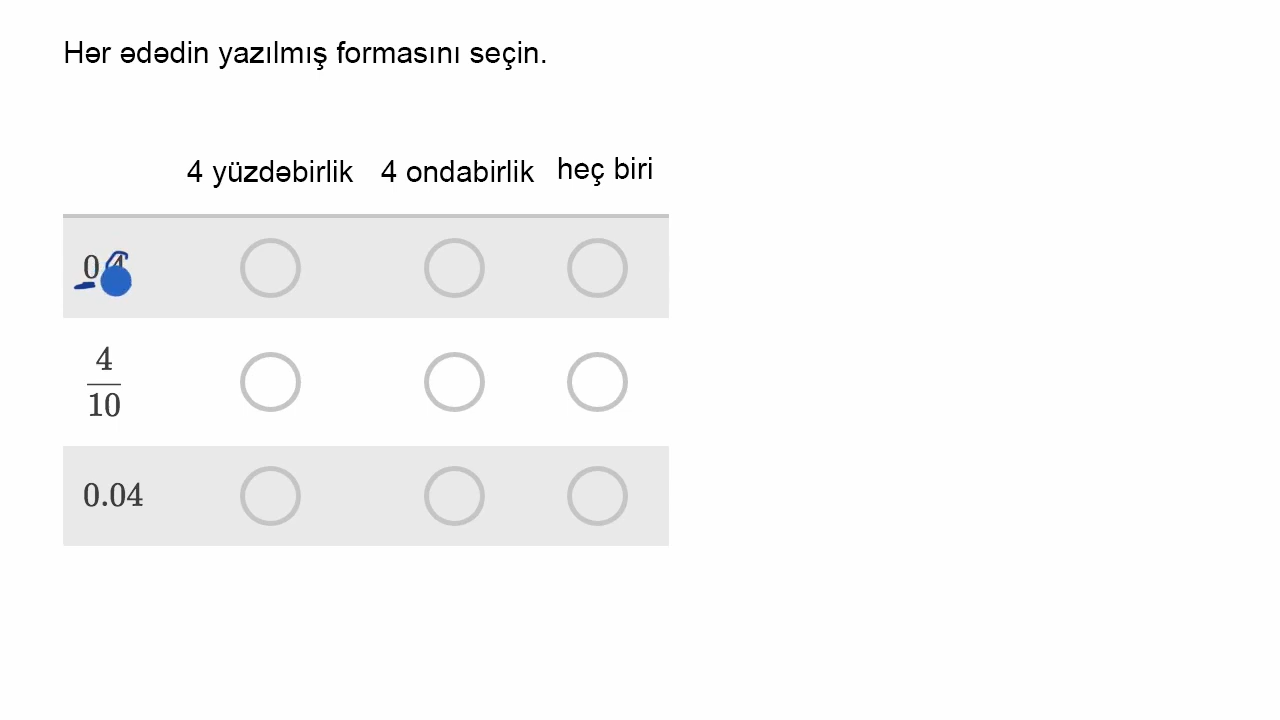 Hər ədədin yazılmış formasını seçin.
4 yüzdəbirlik 4 ondabirlik heç biri
4
10
0.04